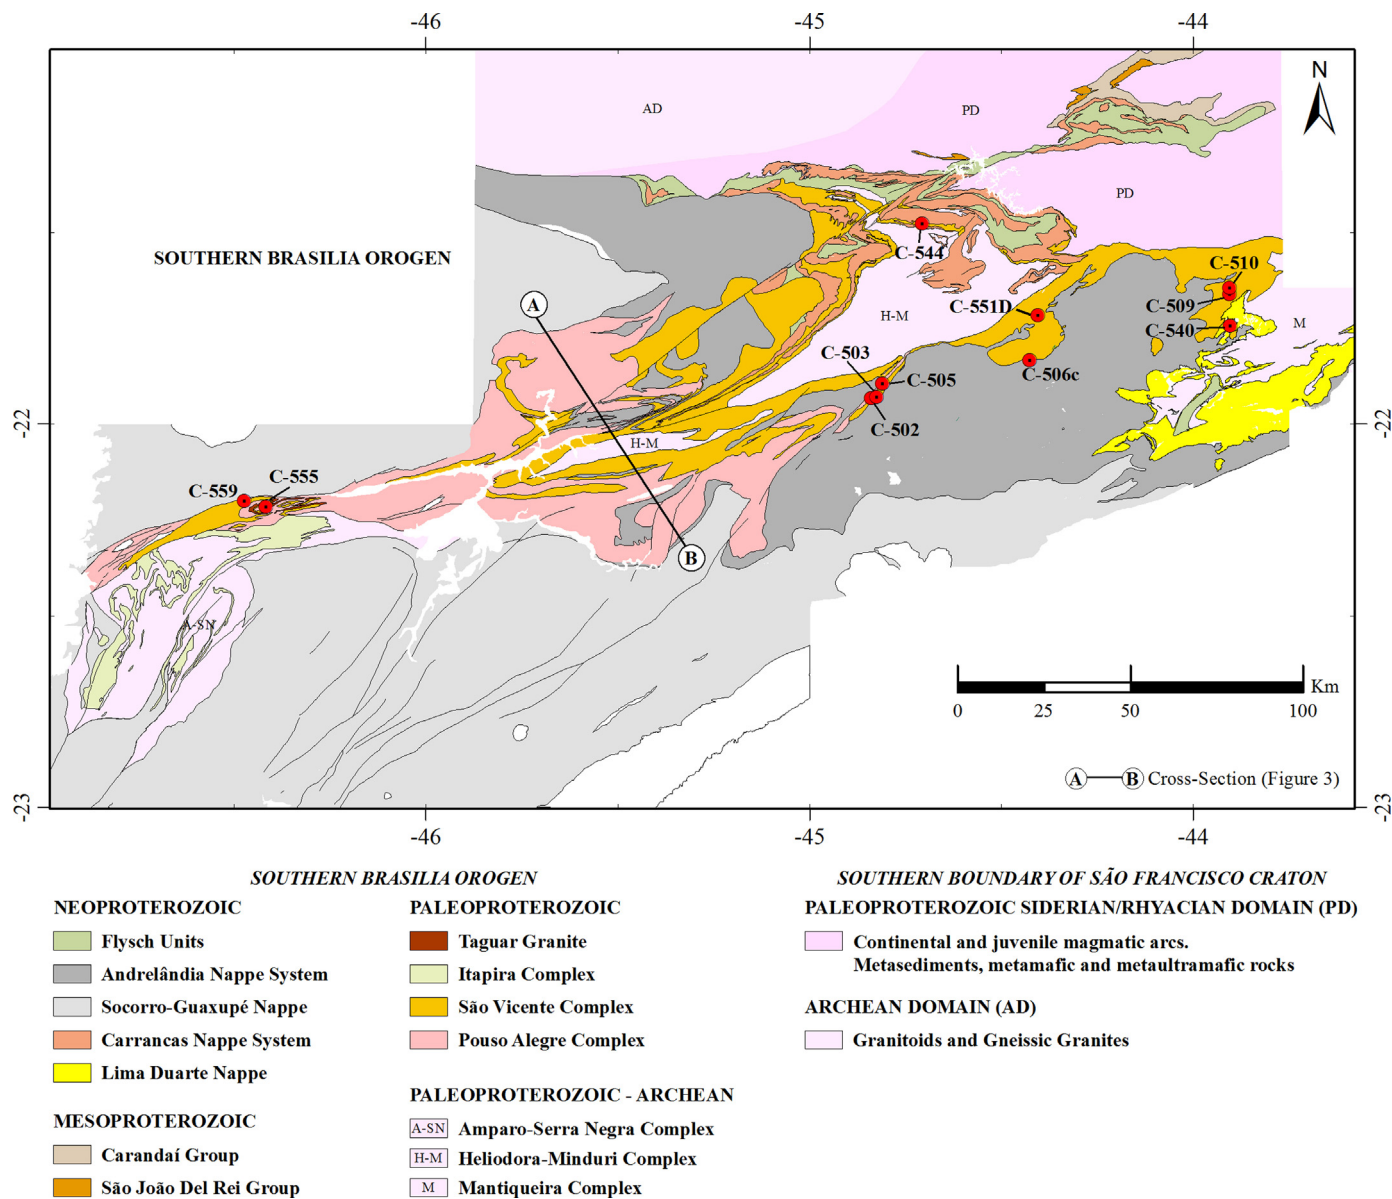 -46
-45
-44
N
AD
PD
PD
SOUTHERN BRASILIA OROGEN
C-544
C-510
C-509
C-551D
C-540
A
H-M
M
C-503
C-505
C-506c
-22
-22
C-502
H-M
C-559
C-555
B
A-SN
Km
0 25 50 100
A B Cross-Section (Figure 3)
-23
-23
-46
-45
-44
SOUTHERN BRASILIA OROGEN
NEOPROTEROZOIC
Flysch Units
Andrelândia Nappe System
Socorro-Guaxupé Nappe
Carrancas Nappe System
Lima Duarte Nappe
MESOPROTEROZOIC
Carandaí Group
São João Del Rei Group
PALEOPROTEROZOIC
Taguar Granite
Itapira Complex
São Vicente Complex
Pouso Alegre Complex
PALEOPROTEROZOIC - ARCHEAN
A-SN Amparo-Serra Negra Complex
H-M Heliodora-Minduri Complex
M Mantiqueira Complex
SOUTHERN BOUNDARY OF SÃO FRANCISCO CRATON
PALEOPROTEROZOIC SIDERIAN/RHYACIAN DOMAIN (PD)
Continental and juvenile magmatic arcs.
Metasediments, metamafic and metaultramafic rocks
ARCHEAN DOMAIN (AD)
Granitoids and Gneissic Granites